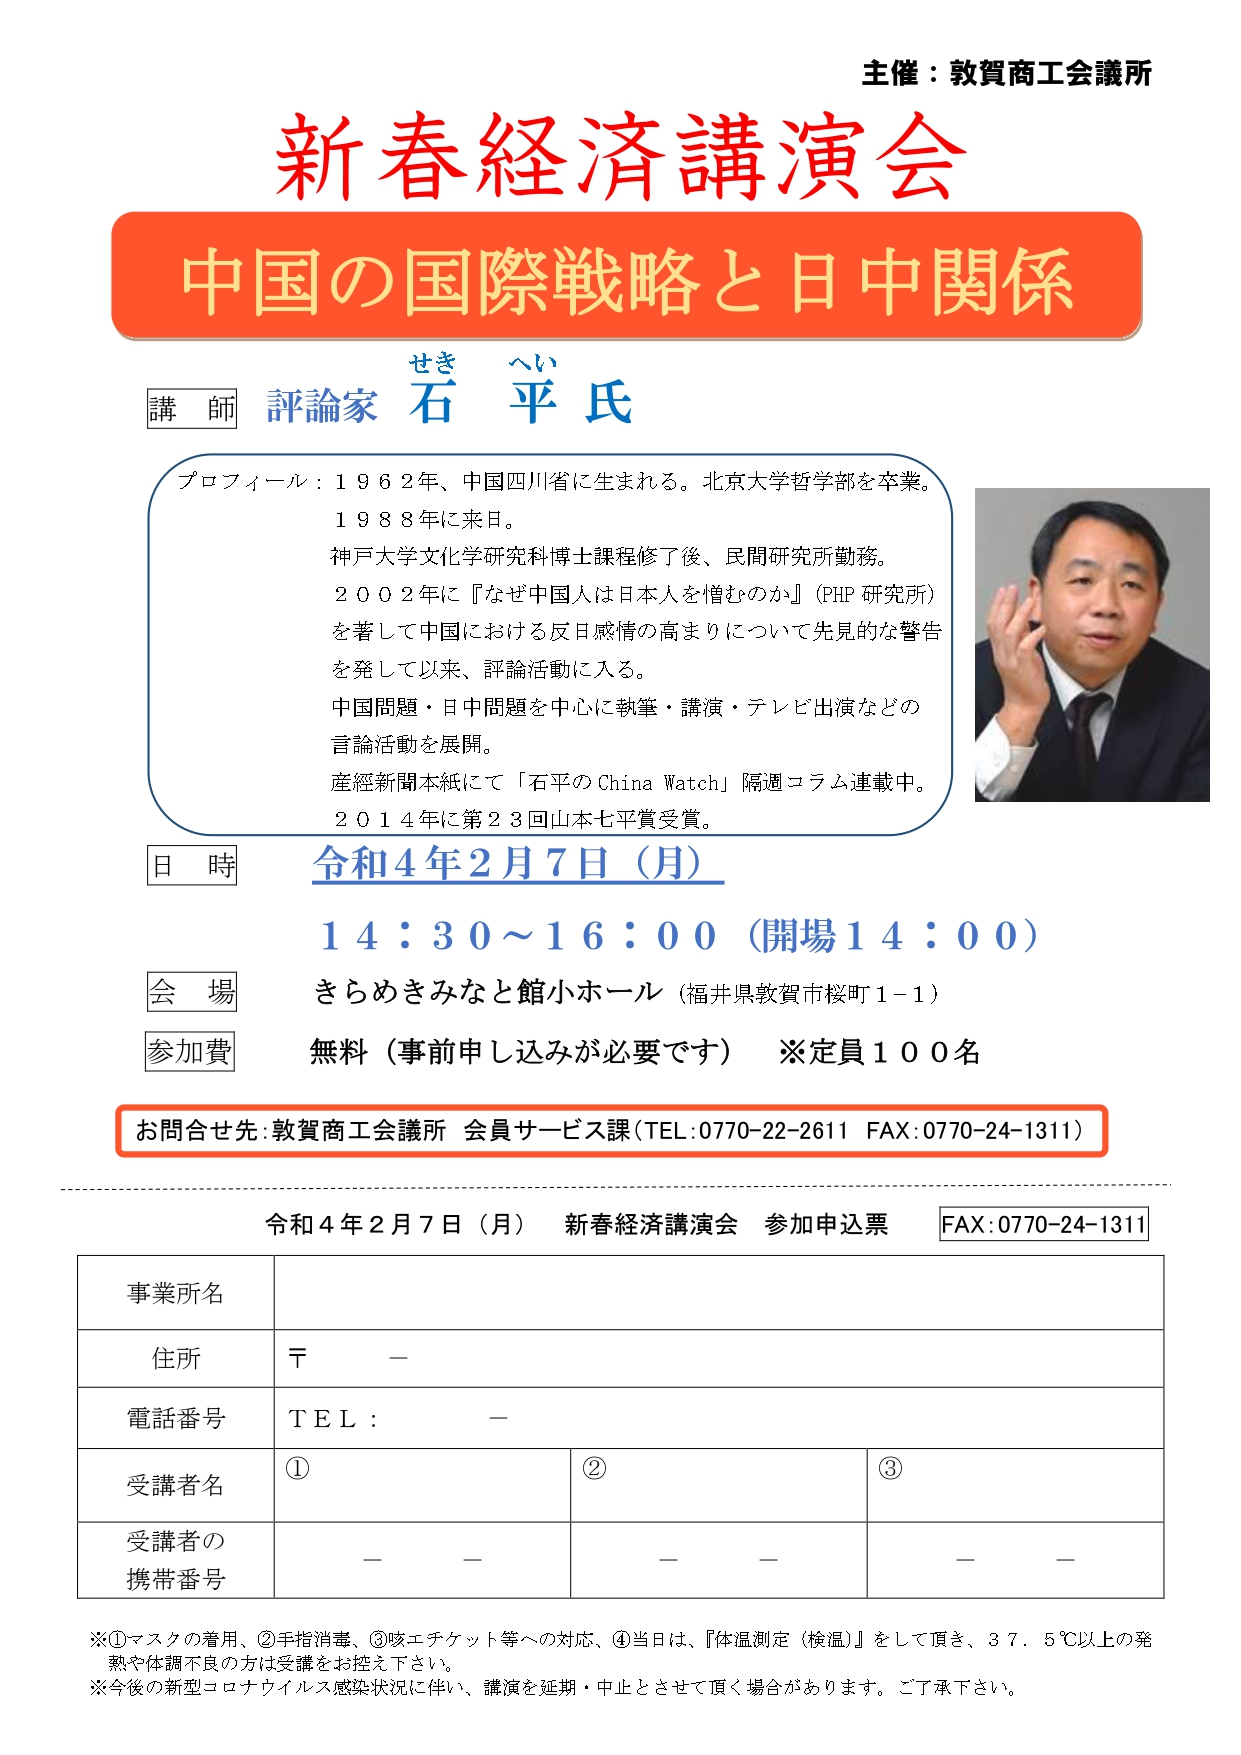 主催：敦賀商工会議所
新春経済講演会
中国の国際戦略と日中関係
せき　へい
講　師　評論家　石　平　氏
プロフィール：１９６２年、中国四川省に生まれる。北京大学哲学部を卒業。
１９８８年に来日。
神戸大学文化学研究科博士課程修了後、民間研究所勤務。
２００２年に『なぜ中国人は日本人を憎むのか』（PHP 研究所）
を著して中国における反日感情の高まりについて先見的な警告
を発して以来、評論活動に入る。
中国問題・日中問題を中心に執筆・講演・テレビ出演などの
言論活動を展開。
産經新聞本紙にて「石平の China Watch」隔週コラム連載中。
２０１４年に第２３回山本七平賞受賞。
日　時　令和４年２月７日（月）
１４：３０～１６：００（開場１４：００）
会　場　きらめきみなと館小ホール（福井県敦賀市桜町１−１）
参加費　無料（事前申し込みが必要です）　※定員１００名
お問合せ先：敦賀商工会議所　会員サービス課（TEL：0770-22-2611　FAX：0770-24-1311）
令和４年２月７日（月）　新春経済講演会　参加申込票　FAX：0770-24-1311
事業所名
住所　〒　　－
電話番号　ＴＥＬ：　　　－
受講者名　①　②　③
受講者の
携帯番号　－　－　－　－　－　－
※①マスクの着用、②手指消毒、③咳エチケット等への対応、④当日は、『体温測定（検温）』をして頂き、３７．５℃以上の発
熱や体調不良の方は受講をお控え下さい。
※今後の新型コロナウイルス感染状況に伴い、講演を延期・中止とさせて頂く場合があります。ご了承下さい。